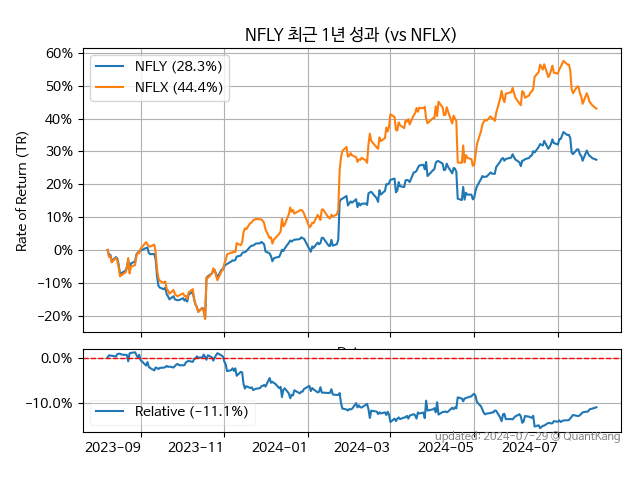 NFLY 최근 1년 성과 (vs NFLX)
60%
50%
40%
30%
20%
10%
0%
−10%
−20%
Rate of Return (TR)
NFLY (28.3%)
NFLX (44.4%)
0.0%
−10.0%
Relative (−11.1%)
updated: 2024-07-29 © QuantKang
2023-09
2023-11
2024-01
2024-03
2024-05
2024-07